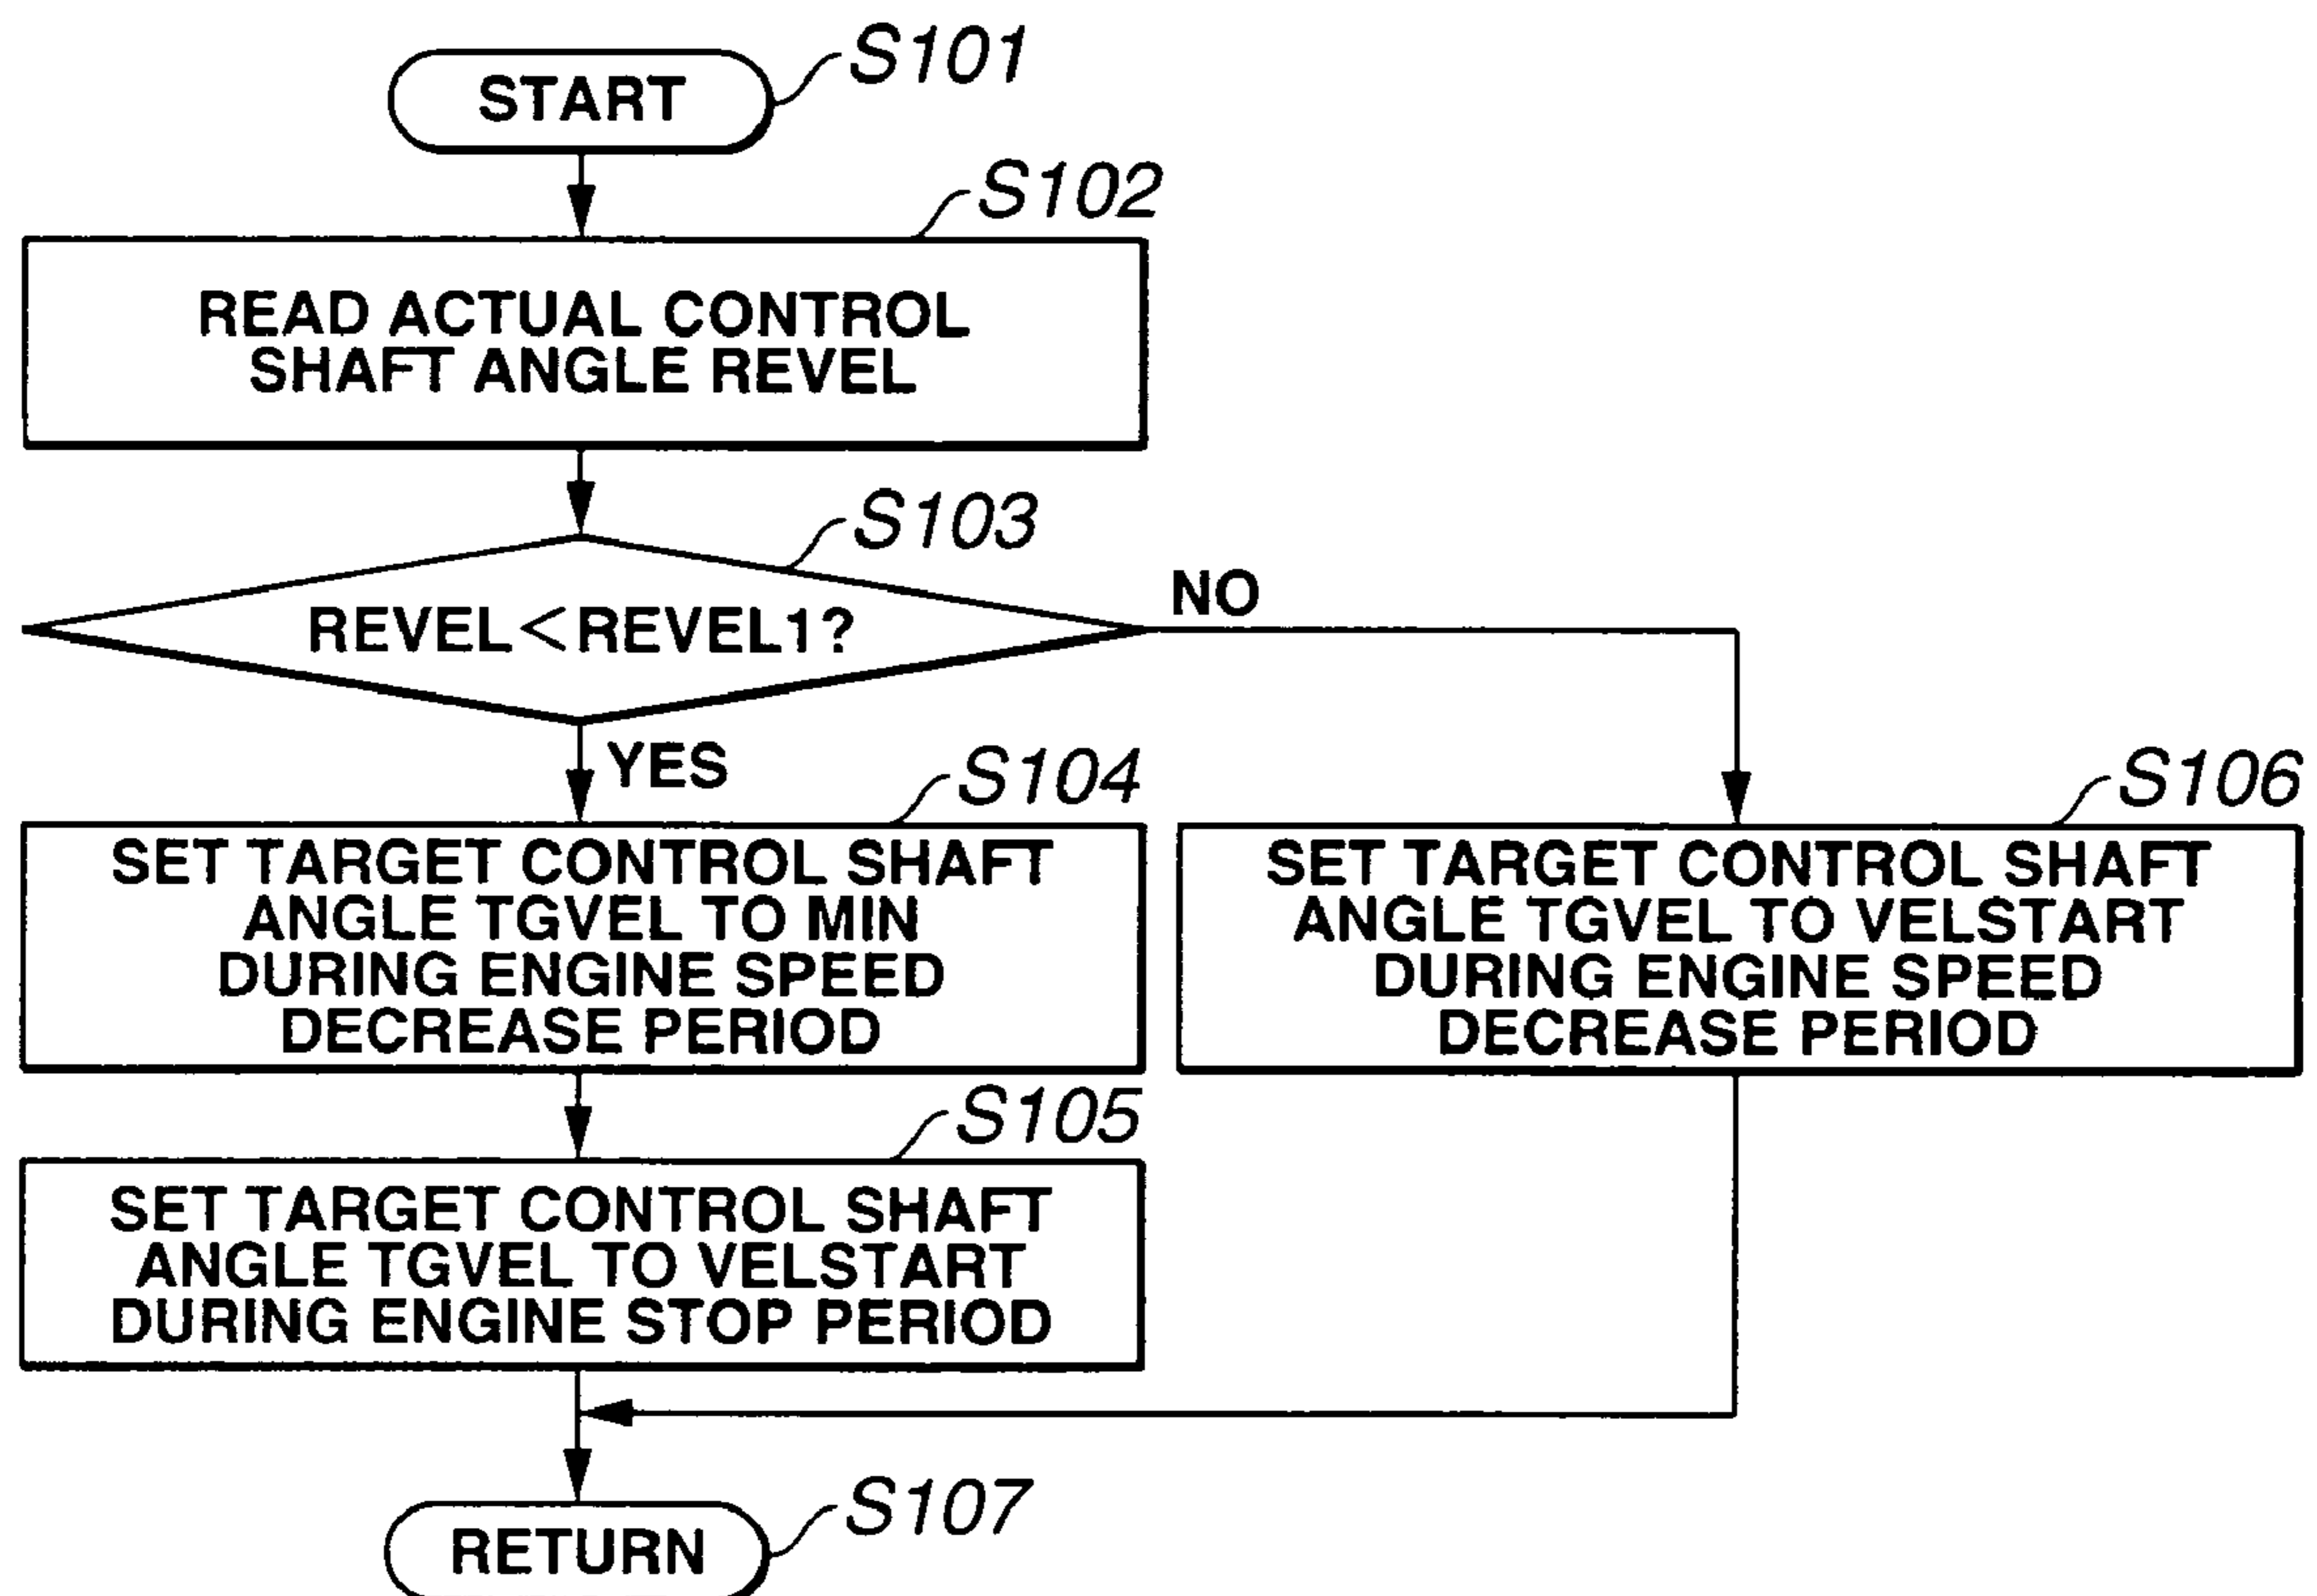 START
S101
S102
READ ACTUAL CONTROL
SHAFT ANGLE REVEL
S103
REVEL<REVEL1?
NO
YES
S104
SET TARGET CONTROL SHAFT
ANGLE TGVEL TO MIN
DURING ENGINE SPEED
DECREASE PERIOD
S106
SET TARGET CONTROL SHAFT
ANGLE TGVEL TO VELSTART
DURING ENGINE SPEED
DECREASE PERIOD
S105
SET TARGET CONTROL SHAFT
ANGLE TGVEL TO VELSTART
DURING ENGINE STOP PERIOD
RETURN
S107